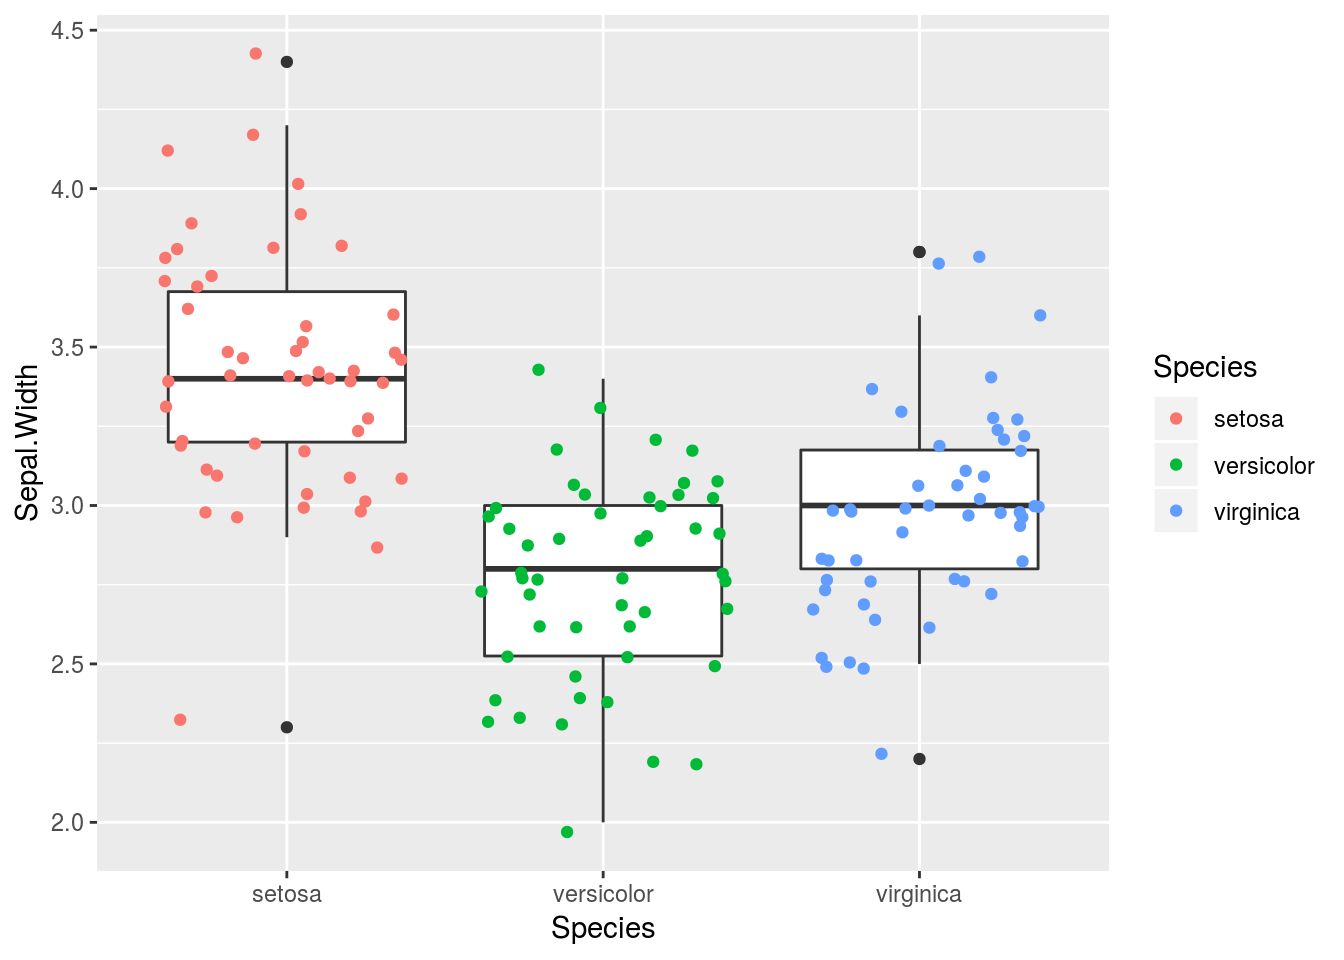 4.5
4.0
3.5
3.0
2.5
2.0
Sepal.Width
setosa
versicolor
virginica
Species
Species
setosa
versicolor
virginica